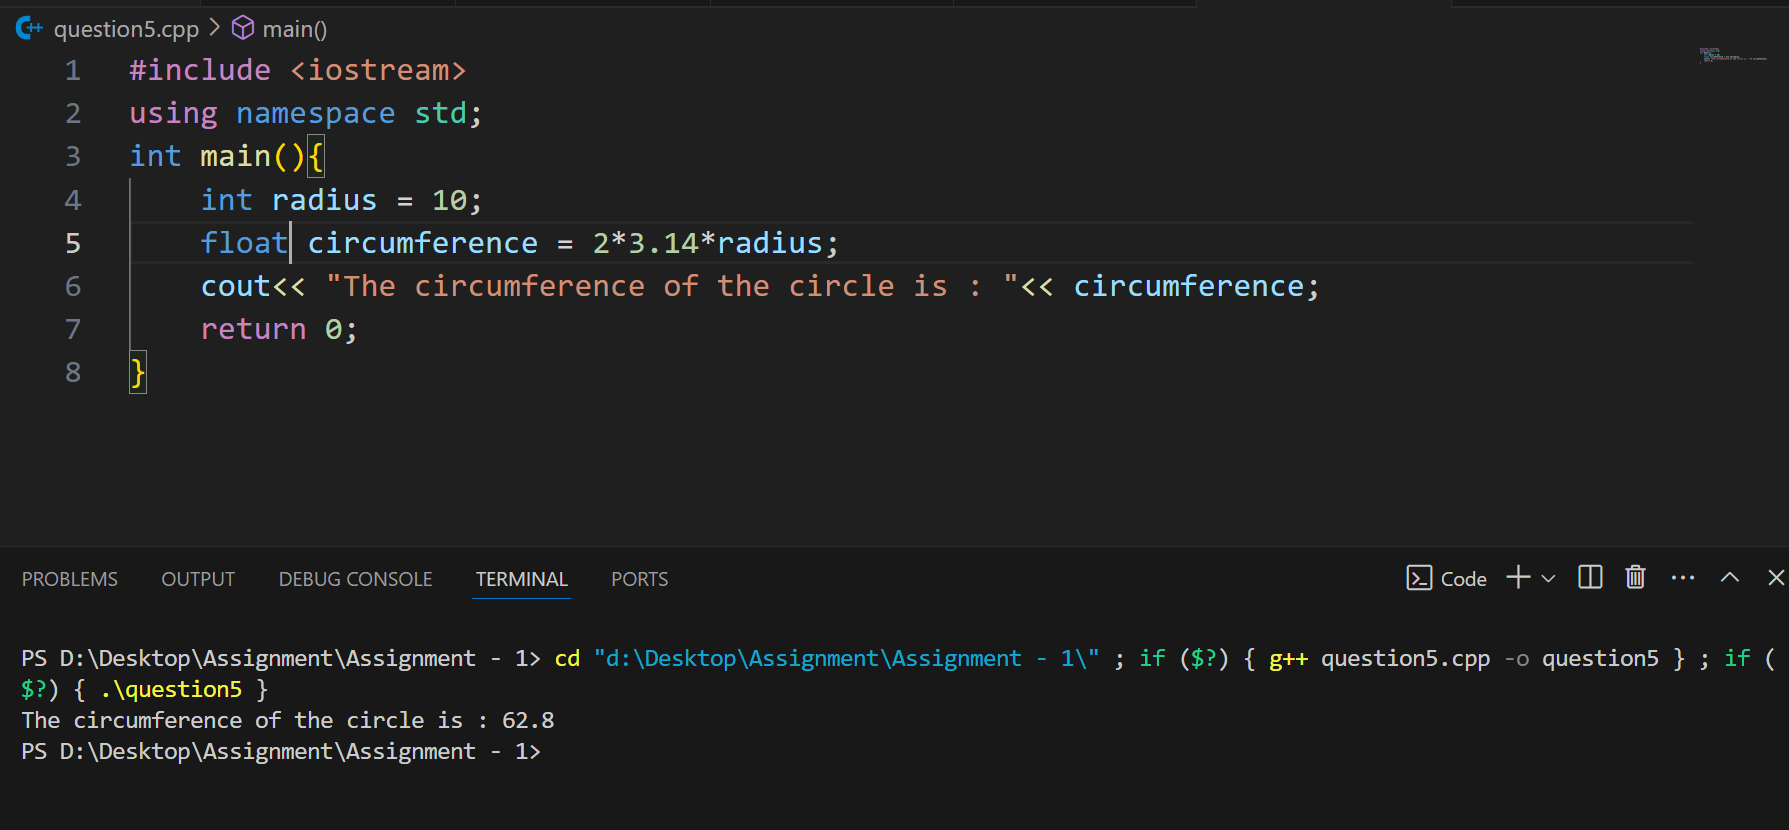 question5.cpp > main()
1 #include <iostream>
2 using namespace std;
3 int main(){
4     int radius = 10;
5     float circumference = 2*3.14*radius;
6     cout<< "The circumference of the circle is : "<< circumference;
7     return 0;
8 }
PROBLEMS OUTPUT DEBUG CONSOLE TERMINAL PORTS Code
PS D:\Desktop\Assignment\Assignment - 1> cd "d:\Desktop\Assignment\Assignment - 1\" ; if ($?) { g++ question5.cpp -o question5 } ; if (
$?) { .\question5 }
The circumference of the circle is : 62.8
PS D:\Desktop\Assignment\Assignment - 1>